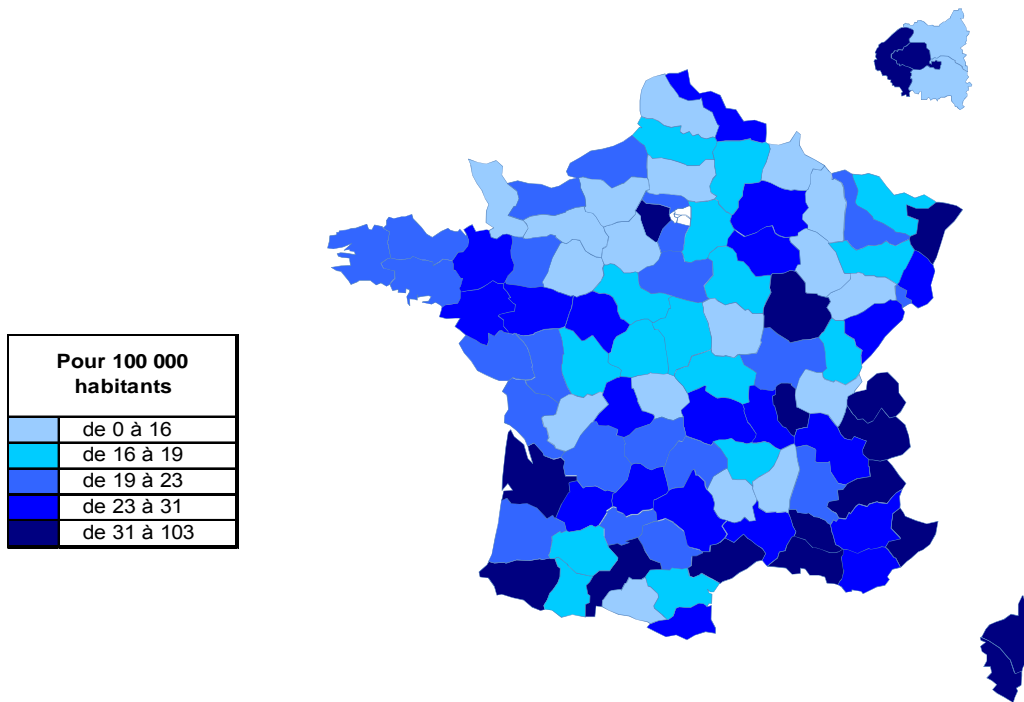 Pour 100 000
habitants
de 0 à 16
de 16 à 19
de 19 à 23
de 23 à 31
de 31 à 103